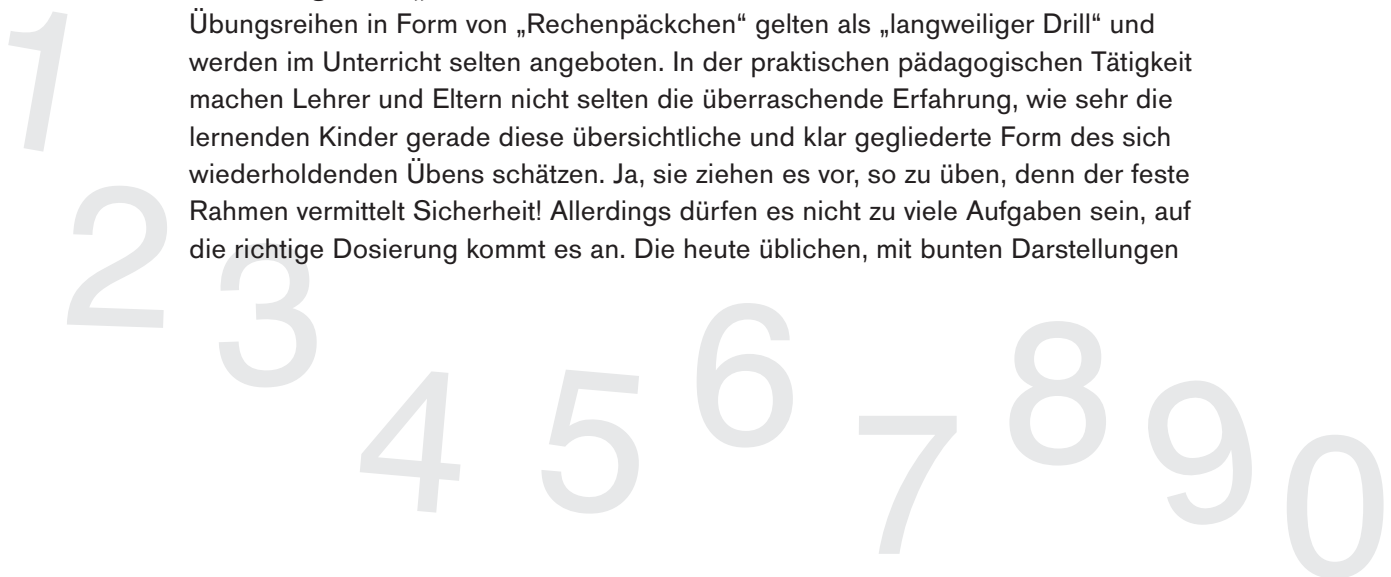 Übungsreihen in Form von „Rechenpäckchen“ gelten als „langweiliger Drill“ und
werden im Unterricht selten angeboten. In der praktischen pädagogischen Tätigkeit
machen Lehrer und Eltern nicht selten die überraschende Erfahrung, wie sehr die
lernenden Kinder gerade diese übersichtliche und klar gegliederte Form des sich
wiederholenden Übens schätzen. Ja, sie ziehen es vor, so zu üben, denn der feste
Rahmen vermittelt Sicherheit! Allerdings dürfen es nicht zu viele Aufgaben sein, auf
die richtige Dosierung kommt es an. Die heute üblichen, mit bunten Darstellungen
1
2
3
4
5
6
7
8
9
0